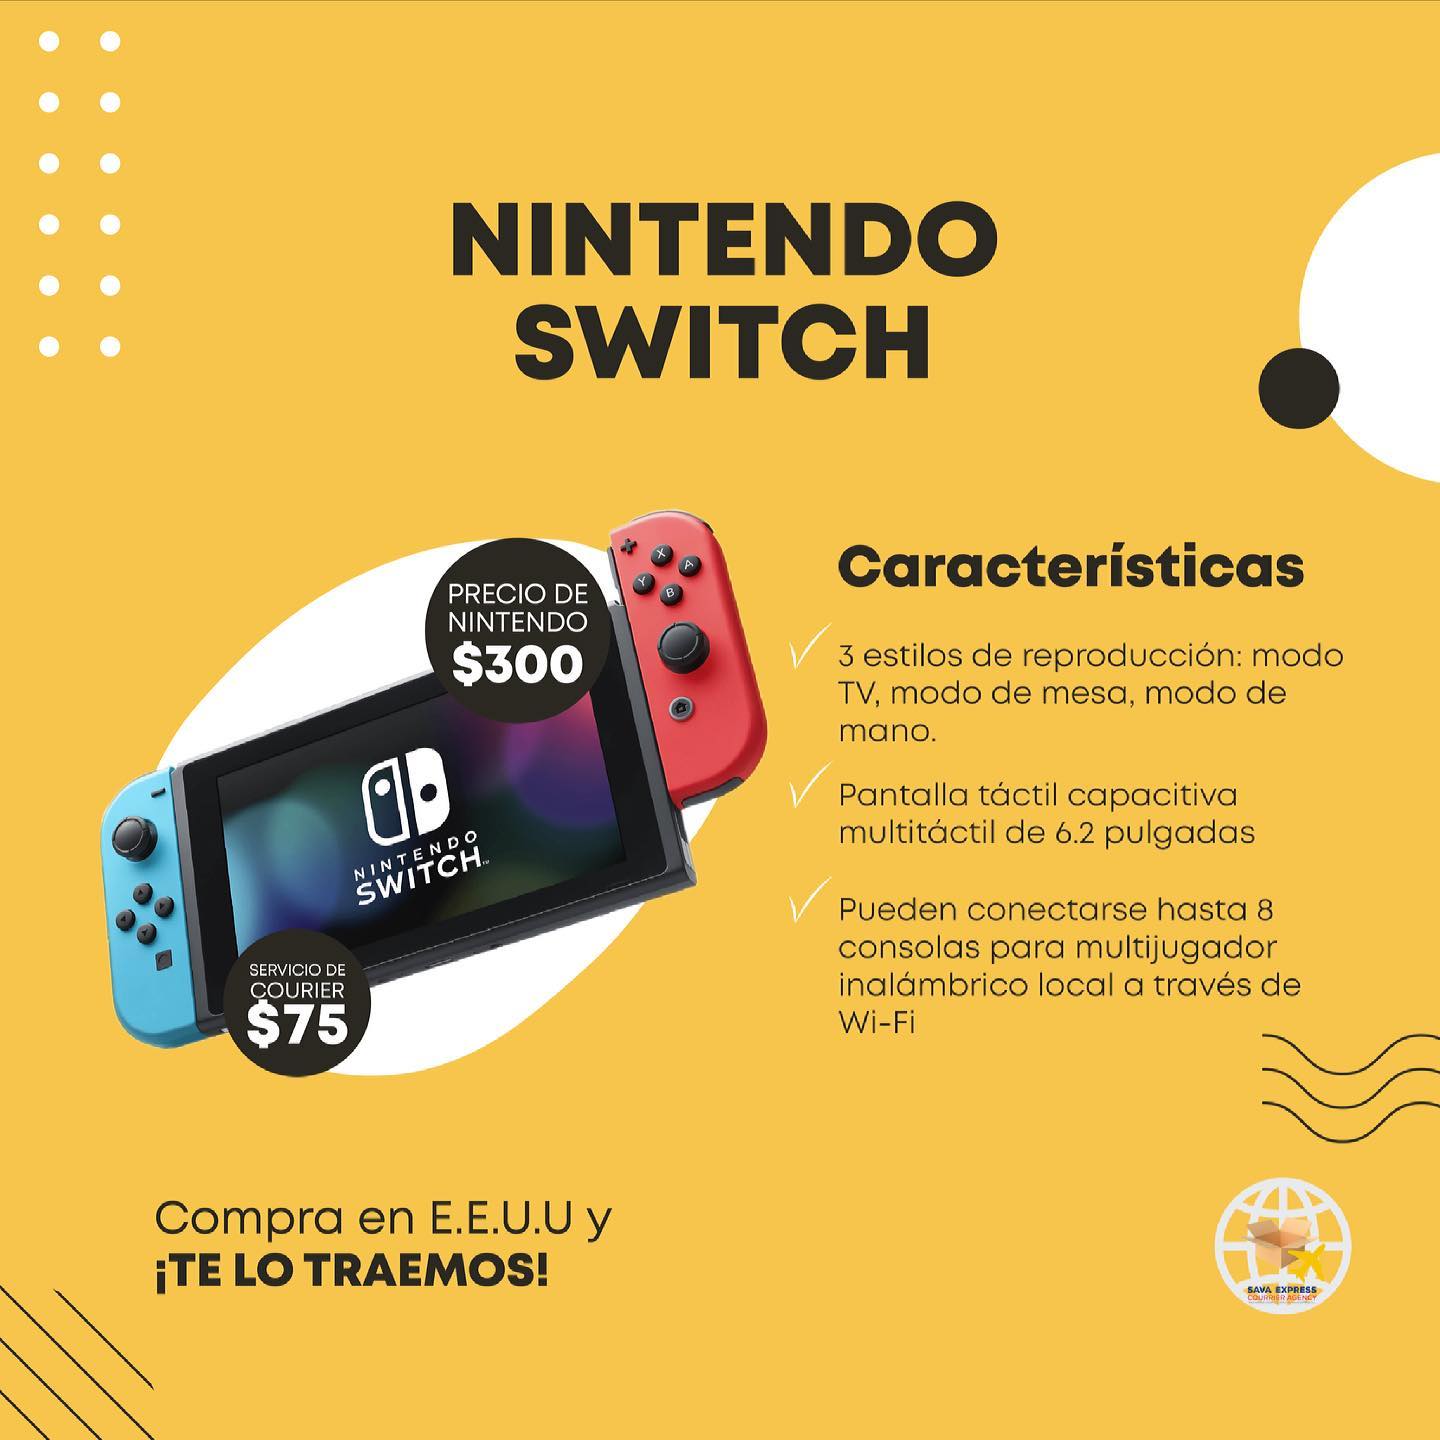 NINTENDO
SWITCH
PRECIO DE
NINTENDO
$300
X
A
Y
B
NINTENDO
SWITCH
SERVICIO DE
COURIER
$75
Características
3 estilos de reproducción: modo
TV, modo de mesa, modo de
mano.
Pantalla táctil capacitiva
multitáctil de 6.2 pulgadas
Pueden conectarse hasta 8
consolas para multijugador
inalámbrico local a través de
Wi-Fi
Compra en E.E.U.U y
¡TE LO TRAEMOS!
SAVA EXPRESS
COURRIER AGENCY